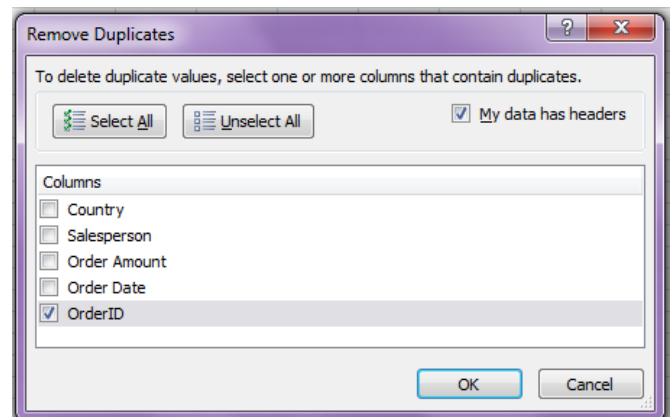 Remove Duplicates
To delete duplicate values, select one or more columns that contain duplicates.
Select All
Unselect All
My data has headers
Columns
Country
Salesperson
Order Amount
Order Date
OrderID
OK
Cancel